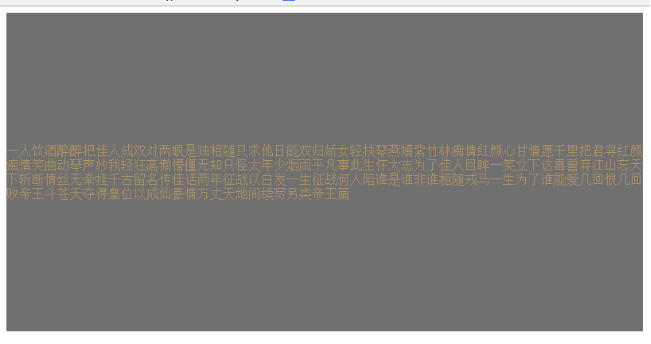 一人饮酒醉醉把佳人成双对两眼是独相随只求他日能双归娇女轻扶琴燕嬉紫竹林痴情红颜心甘情愿千里把君寻红颜
痴情笑曲动琴声妙我轻狂高傲懵懂无知只怪太年少烟雨平凡事此生怀大志为了佳人回眸一笑立下这毒誓弃江山忘天
下斩断情丝无牵挂千古留名传佳话两年征战以白发一生征战何人陪谁是谁非谁相随戎马一生为了谁能爱几回恨几回
败帝王斗苍天夺得皇位以成仙豪情万丈天地间续写另类帝王篇